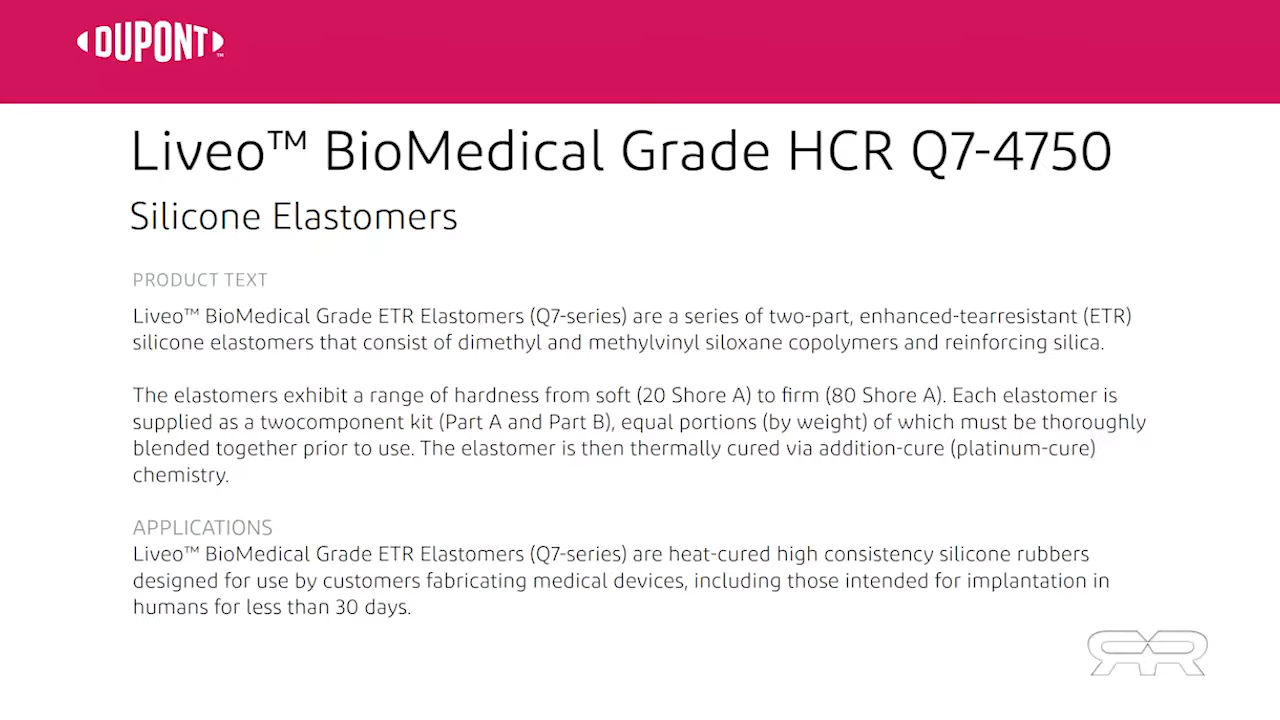 DUPONT™
Liveo™ BioMedical Grade HCR Q7-4750
Silicone Elastomers
PRODUCT TEXT
Liveo™ BioMedical Grade ETR Elastomers (Q7-series) are a series of two-part, enhanced-tearresistant (ETR)
silicone elastomers that consist of dimethyl and methylvinyl siloxane copolymers and reinforcing silica.
The elastomers exhibit a range of hardness from soft (20 Shore A) to firm (80 Shore A). Each elastomer is
supplied as a twocomponent kit (Part A and Part B), equal portions (by weight) of which must be thoroughly
blended together prior to use. The elastomer is then thermally cured via addition-cure (platinum-cure)
chemistry.
APPLICATIONS
Liveo™ BioMedical Grade ETR Elastomers (Q7-series) are heat-cured high consistency silicone rubbers
designed for use by customers fabricating medical devices, including those intended for implantation in
humans for less than 30 days.
RR